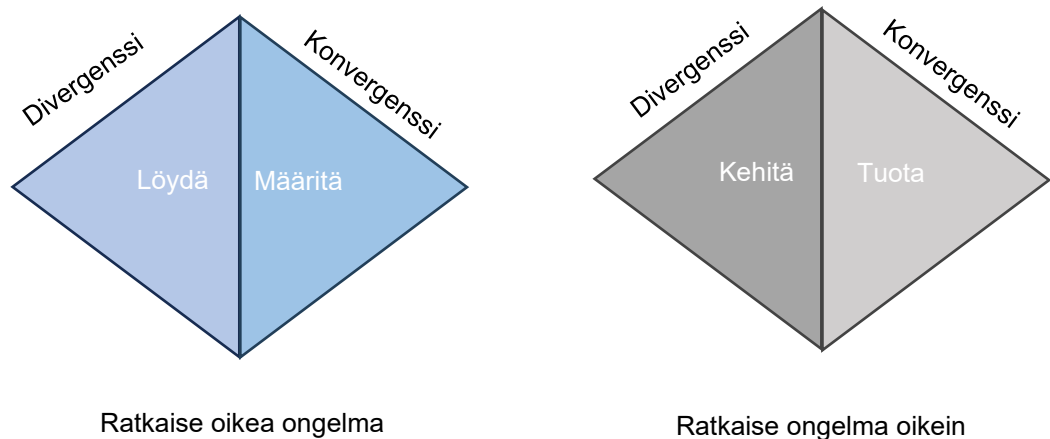 Divergenssi
Konvergenssi
Löydä
Määritä
Ratkaise oikea ongelma
Divergenssi
Konvergenssi
Kehitä
Tuota
Ratkaise ongelma oikein